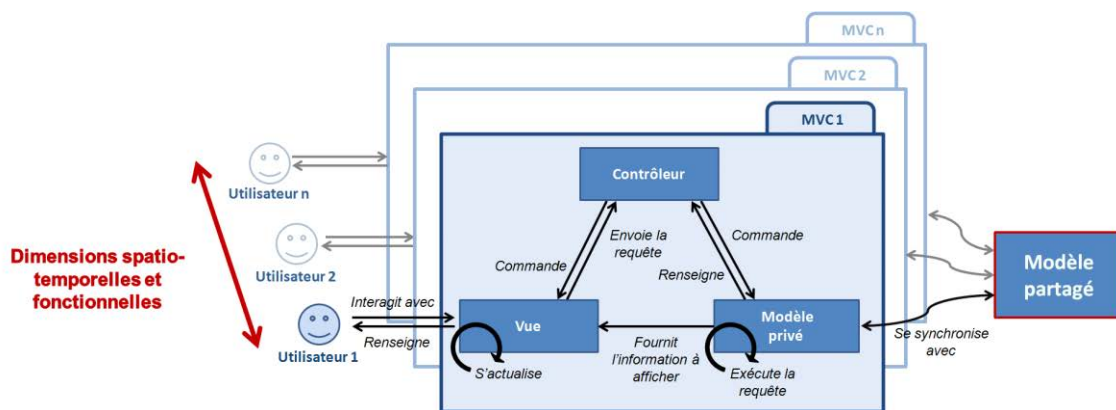 MVC n
MVC 2
MVC 1
Contrôleur
Utilisateur n
Envoie la
requête
Commande
Commande
Renseigne
Dimensions spatio-
temporelles et
fonctionnelles
Utilisateur 2
Modèle
partagé
Interagit avec
Renseigne
Utilisateur 1
Vue
Modèle
privé
Se synchronise
avec
S'actualise
Fournit
l'information à
afficher
Exécute la
requête